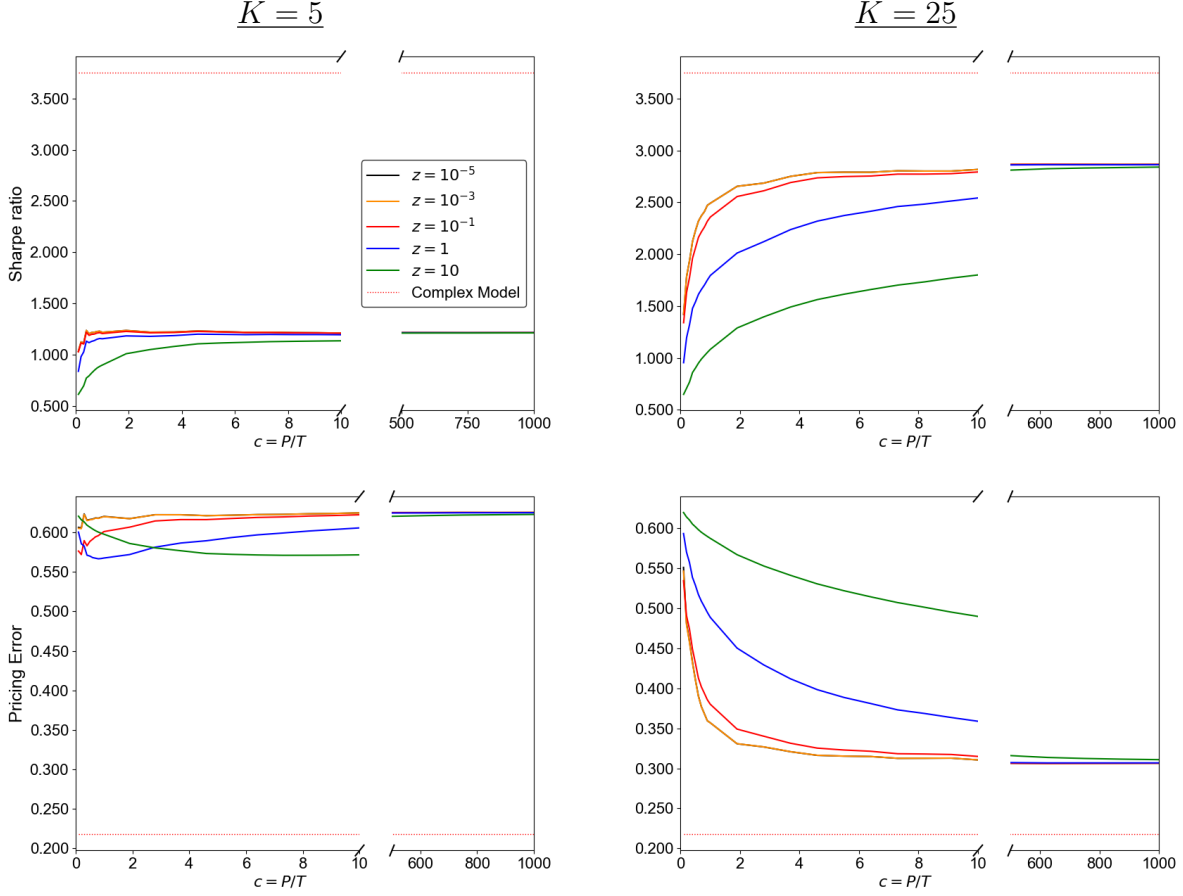 K = 5
K = 25
Sharpe ratio
3.500
3.000
2.500
2.000
1.500
1.000
0.500
0 2 4 6 8 10 500 750 1000
c = P/T
z = 10⁻⁵
z = 10⁻³
z = 10⁻¹
z = 1
z = 10
Complex Model
3.500
3.000
2.500
2.000
1.500
1.000
0.500
0 2 4 6 8 10 600 800 1000
c = P/T
Pricing Error
0.600
0.550
0.500
0.450
0.400
0.350
0.300
0.250
0.200
0 2 4 6 8 10 600 800 1000
c = P/T
0.600
0.550
0.500
0.450
0.400
0.350
0.300
0.250
0.200
0 2 4 6 8 10 600 800 1000
c = P/T